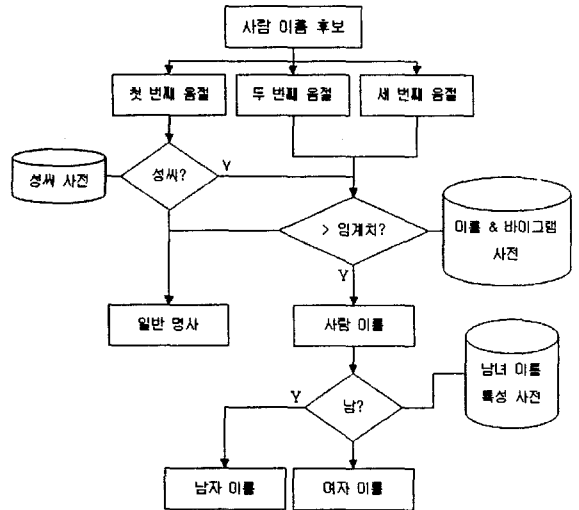 사람 이름 후보
첫 번째 음절
두 번째 음절
세 번째 음절
성씨 사전
성씨?
Y
> 임계치?
이름 & 바이그램
사전
Y
일반 명사
사람 이름
남녀 이름
특성 사전
Y
남?
남자 이름
여자 이름